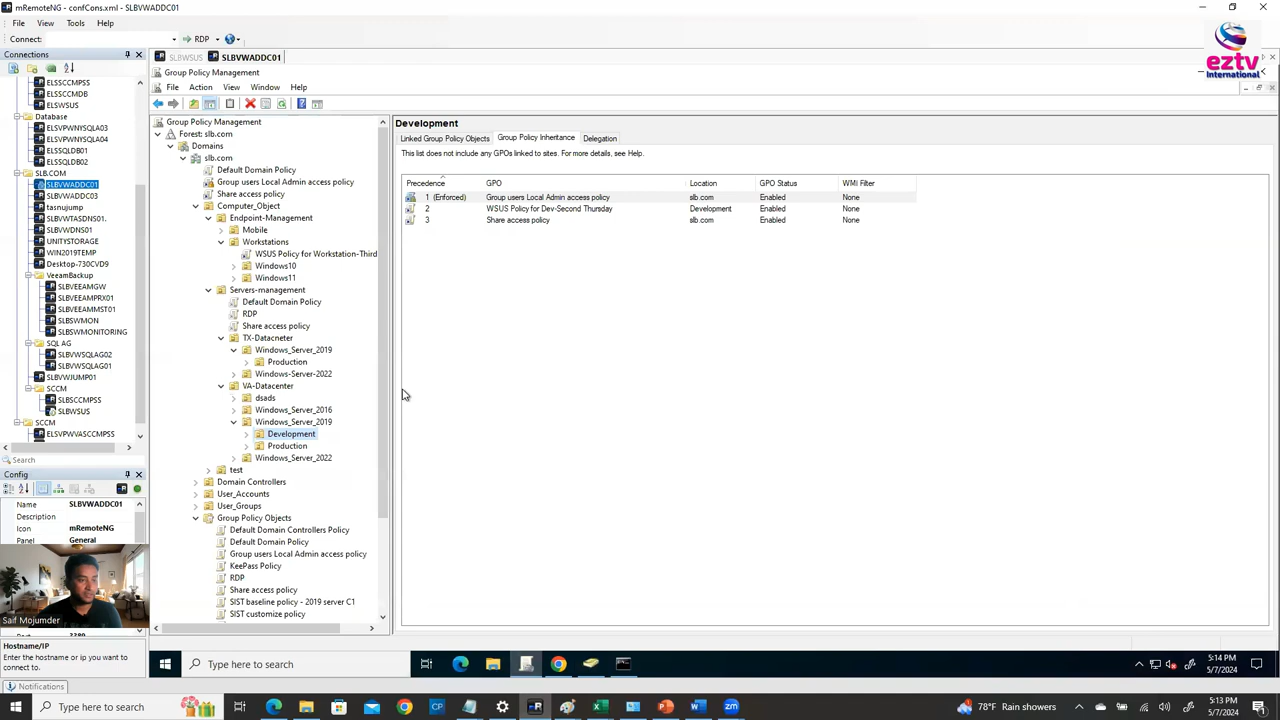 mRemoteNG - confCons.xml - SLBVWADDC01
File View Tools Help
Connect: RDP
eztv
International
Connections
ELSSCCMPSS
ELSSCCMDB
ELSWSUS
Database
ELSVPWNYSQLA03
ELSVPWNYSQLA04
ELSSQLDB01
ELSSQLDB02
SLB.COM
SLBVWADDC01
SLBVWADDC03
tasnujump
SLBVWTASDNS01.
SLBVWDNS01
UNITYSTORAGE
WIN2019TEMP
Desktop-730CVD9
VeeamBackup
SLBVEEAMGW
SLBVEEAMPRX01
SLBVEEAMMST01
SLBSWMON
SLBSWMONITORING
SQL AG
SLBVWSQLAG02
SLBVWSQLAG01
SLBVWJUMP01
SCCM
SLBSCCMPSS
SLBWSUS
SCCM
ELSVPWVASCCMPSS
Search
Config
Name SLBVWADDC01
Description
Icon mRemoteNG
Panel General
Saif Mojumder
Port 3389
Hostname/IP
Enter the hostname or ip you want to connect to.
Notifications
SLBWSUS SLBVWADDC01
Group Policy Management
File Action View Window Help
Group Policy Management
Forest: slb.com
Domains
slb.com
Default Domain Policy
Group users Local Admin access policy
Share access policy
Computer_Object
Endpoint-Management
Mobile
Workstations
WSUS Policy for Workstation-Third
Windows10
Windows11
Servers-management
Default Domain Policy
RDP
Share access policy
TX-Datacneter
Windows_Server_2019
Production
Windows-Server-2022
VA-Datacenter
dsads
Windows_Server_2016
Windows_Server_2019
Development
Production
Windows_Server_2022
test
Domain Controllers
User_Accounts
User_Groups
Group Policy Objects
Default Domain Controllers Policy
Default Domain Policy
Group users Local Admin access policy
KeePass Policy
RDP
Share access policy
SIST baseline policy - 2019 server C1
SIST customize policy
Development
Linked Group Policy Objects Group Policy Inheritance Delegation
This list does not include any GPOs linked to sites. For more details, see Help.
Precedence GPO Location GPO Status WMI Filter
1 (Enforced) Group users Local Admin access policy slb.com Enabled None
2 WSUS Policy for Dev-Second Thursday Development Enabled None
3 Share access policy slb.com Enabled None
Type here to search
5:14 PM
5/7/2024
Type here to search
78°F Rain showers
5:13 PM
5/7/2024